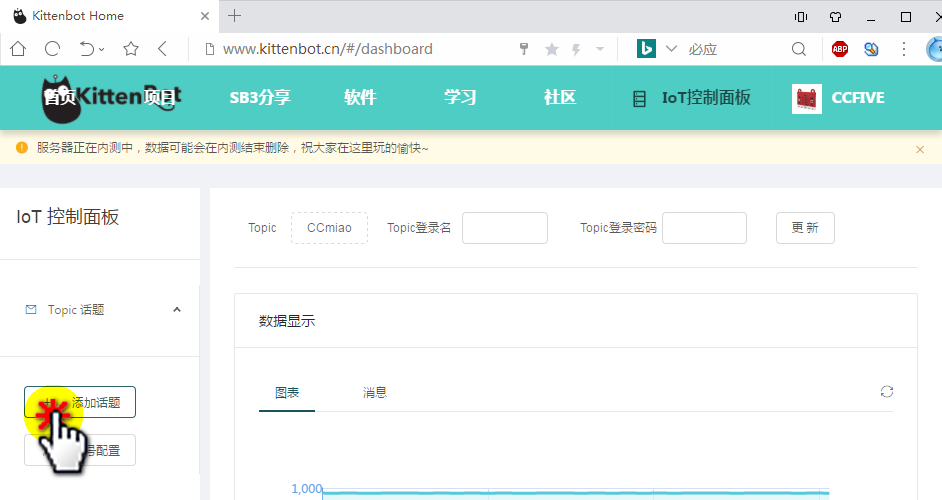 Kittenbot Home
www.kittenbot.cn/#/dashboard
必应
ABP
KittenBot
首页
项目
SB3分享
软件
学习
社区
IoT控制面板
CCFIVE
服务器正在内测中，数据可能会在内测结束删除，祝大家在这里玩的愉快~
IoT 控制面板
Topic
CCmiao
Topic登录名
Topic登录密码
更 新
Topic 话题
数据显示
图表
消息
添加话题
号配置
1,000